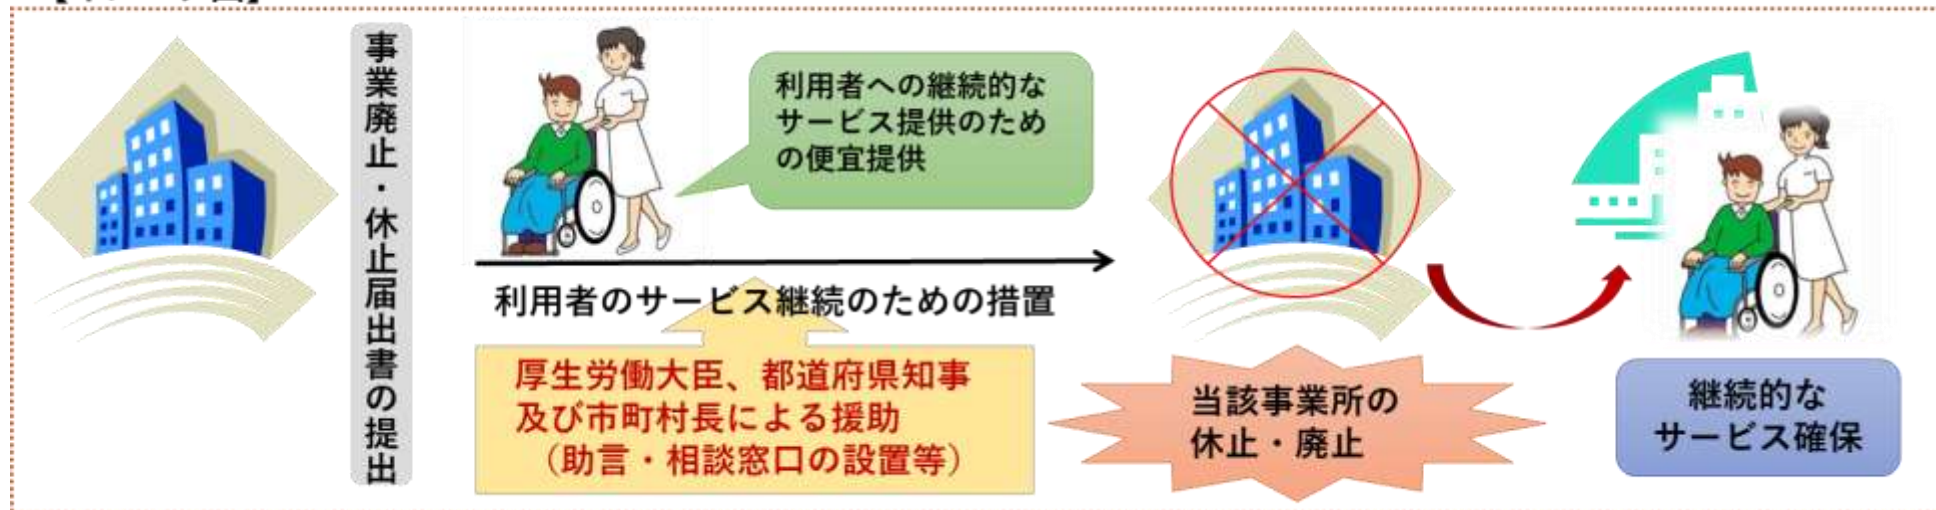 事業廃止・休止届出書の提出
利用者への継続的な
サービス提供のため
の便宜提供
利用者のサービス継続のための措置
厚生労働大臣、都道府県知事
及び市町村長による援助
（助言・相談窓口の設置等）
当該事業所の
休止・廃止
継続的な
サービス確保